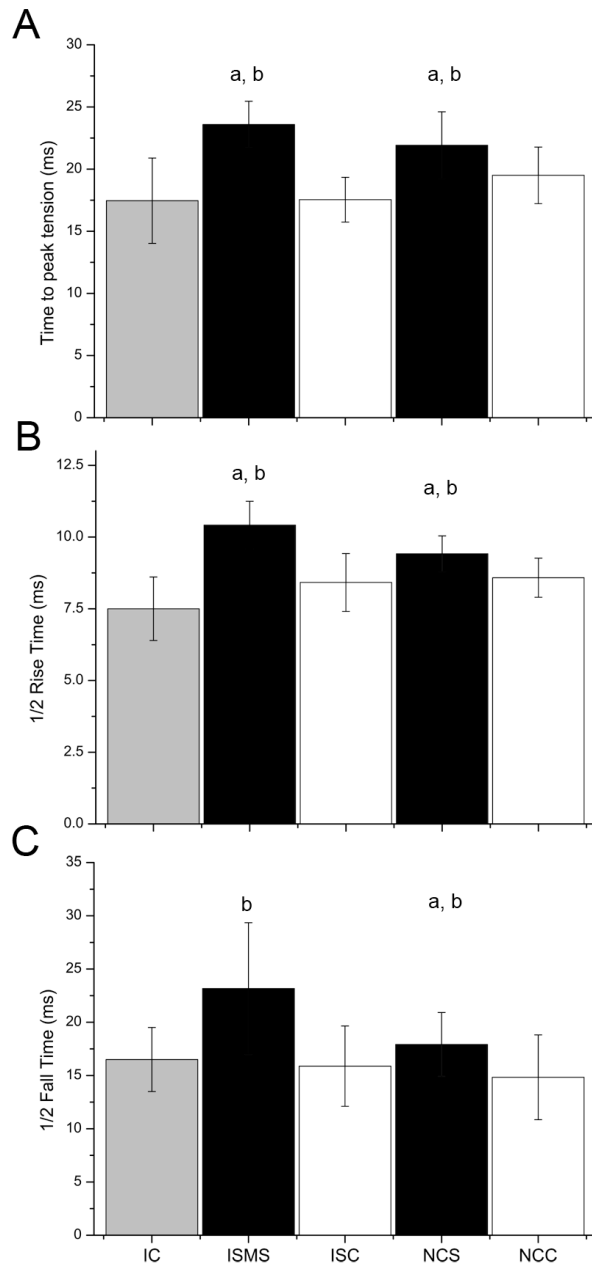 A
30
25
20
15
10
5
0
Time to peak tension (ms)
a, b
a, b
B
12.5
10.0
7.5
5.0
2.5
0.0
1/2 Rise Time (ms)
a, b
a, b
C
35
30
25
20
15
10
5
0
1/2 Fall Time (ms)
b
a, b
IC ISMS ISC NCS NCC